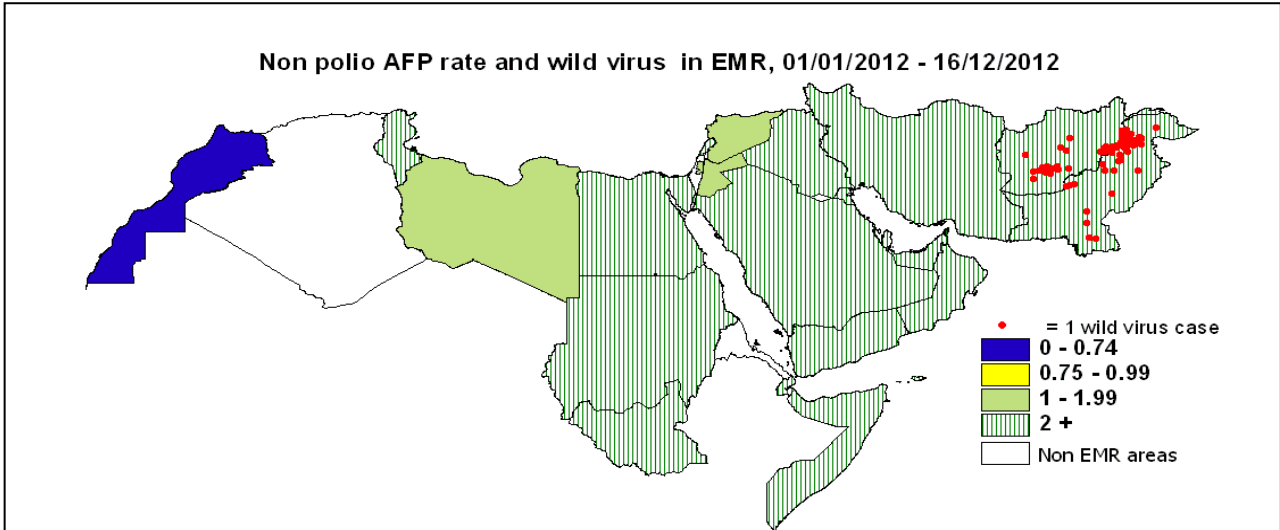 Non polio AFP rate and wild virus in EMR, 01/01/2012 - 16/12/2012
= 1 wild virus case
0 - 0.74
0.75 - 0.99
1 - 1.99
2 +
Non EMR areas